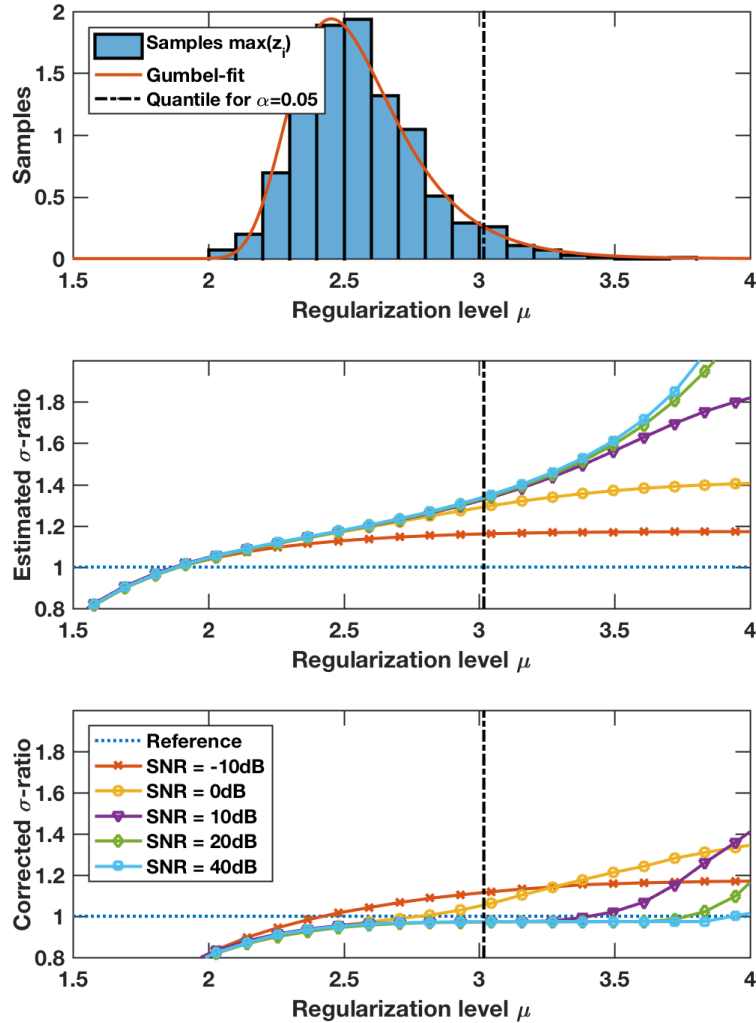 2
1.5
1
0.5
0
Samples
Samples max(z_i)
Gumbel-fit
Quantile for α=0.05
1.5 2 2.5 3 3.5 4
Regularization level μ
1.8
1.6
1.4
1.2
1
0.8
Estimated σ-ratio
1.5 2 2.5 3 3.5 4
Regularization level μ
1.8
1.6
1.4
1.2
1
0.8
Corrected σ-ratio
Reference
SNR = -10dB
SNR = 0dB
SNR = 10dB
SNR = 20dB
SNR = 40dB
1.5 2 2.5 3 3.5 4
Regularization level μ